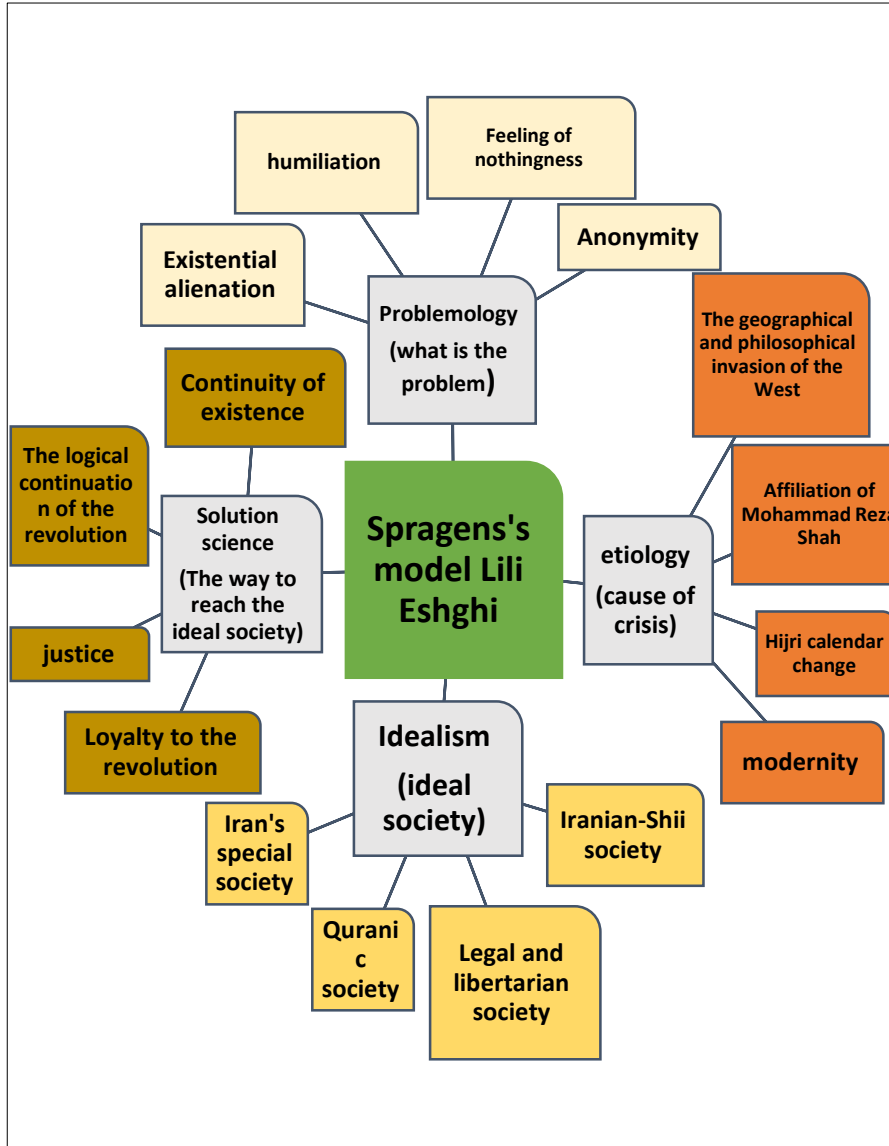 humiliation
Feeling of
nothingness
Anonymity
Existential
alienation
Problemology
(what is the
problem)
The geographical
and philosophical
invasion of the
West
Affiliation of
Mohammad Reza
Shah
etiology
(cause of
crisis)
Hijri calendar
change
modernity
Spragens's
model Lili
Eshghi
Continuity of
existence
The logical
continuatio
n of the
revolution
Solution
science
(The way to
reach the
ideal society)
justice
Loyalty to the
revolution
Idealism
(ideal
society)
Iran's
special
society
Qurani
c
society
Legal and
libertarian
society
Iranian-Shii
society